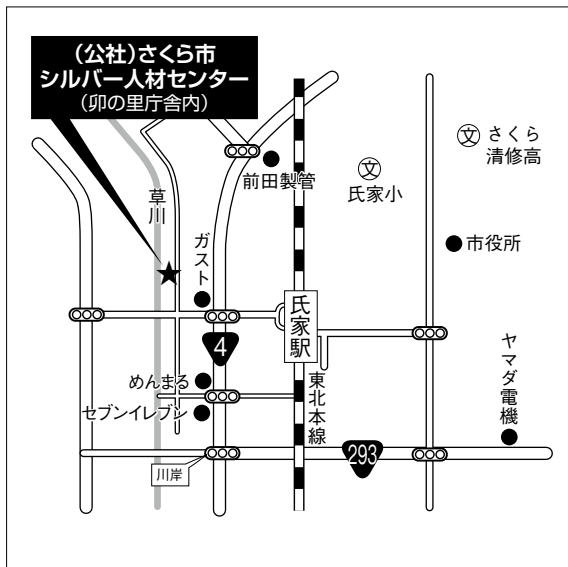 (公社)さくら市
シルバー人材センター
(卯の里庁舎内)
文 さくら
清修高
前田製管
文
氏家小
草川
ガスト
市役所
氏家駅
4
ヤマダ電機
めんまる
東北本線
セブンイレブン
293
川岸